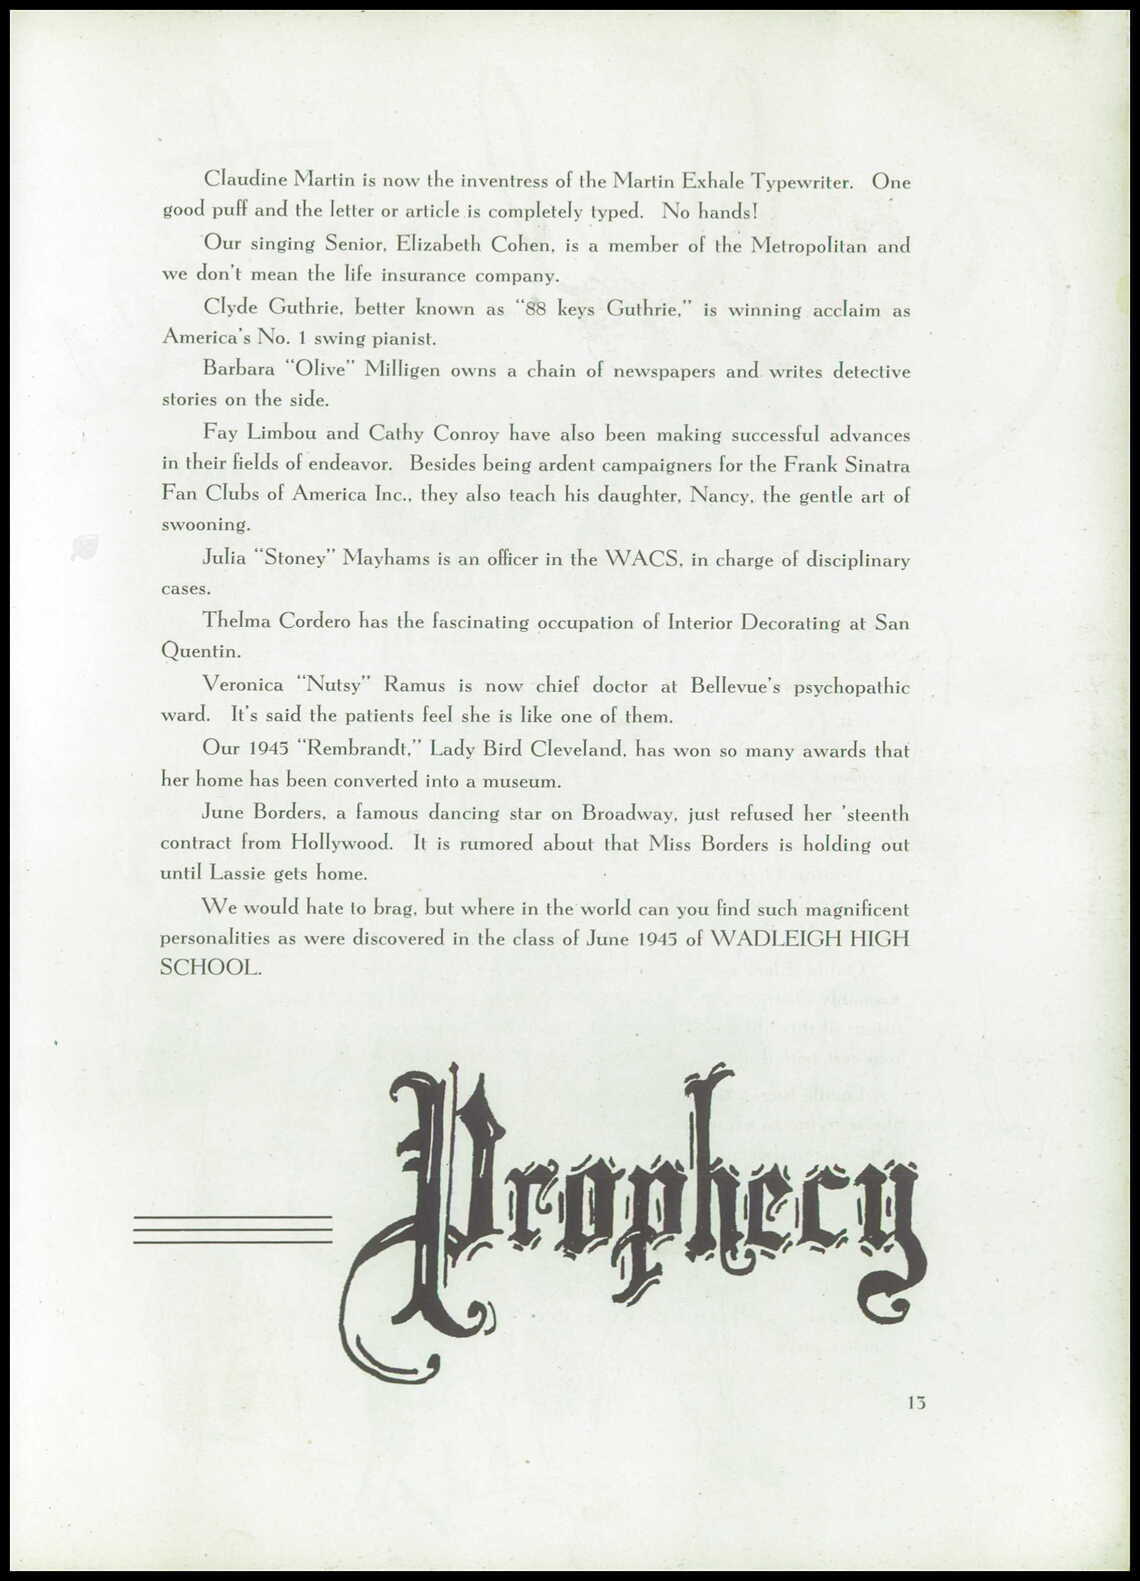 Claudine Martin is now the inventress of the Martin Exhale Typewriter. One
good puff and the letter or article is completely typed. No hands!
Our singing Senior, Elizabeth Cohen, is a member of the Metropolitan and
we don't mean the life insurance company.
Clyde Guthrie, better known as "88 keys Guthrie," is winning acclaim as
America's No. 1 swing pianist.
Barbara "Olive" Milligen owns a chain of newspapers and writes detective
stories on the side.
Fay Limbou and Cathy Conroy have also been making successful advances
in their fields of endeavor. Besides being ardent campaigners for the Frank Sinatra
Fan Clubs of America Inc., they also teach his daughter, Nancy, the gentle art of
swooning.
Julia "Stoney" Mayhams is an officer in the WACS, in charge of disciplinary
cases.
Thelma Cordero has the fascinating occupation of Interior Decorating at San
Quentin.
Veronica "Nutsy" Ramus is now chief doctor at Bellevue's psychopathic
ward. It's said the patients feel she is like one of them.
Our 1945 "Rembrandt," Lady Bird Cleveland, has won so many awards that
her home has been converted into a museum.
June Borders, a famous dancing star on Broadway, just refused her 'steenth
contract from Hollywood. It is rumored about that Miss Borders is holding out
until Lassie gets home.
We would hate to brag, but where in the world can you find such magnificent
personalities as were discovered in the class of June 1945 of WADLEIGH HIGH
SCHOOL.
Prophecy
13